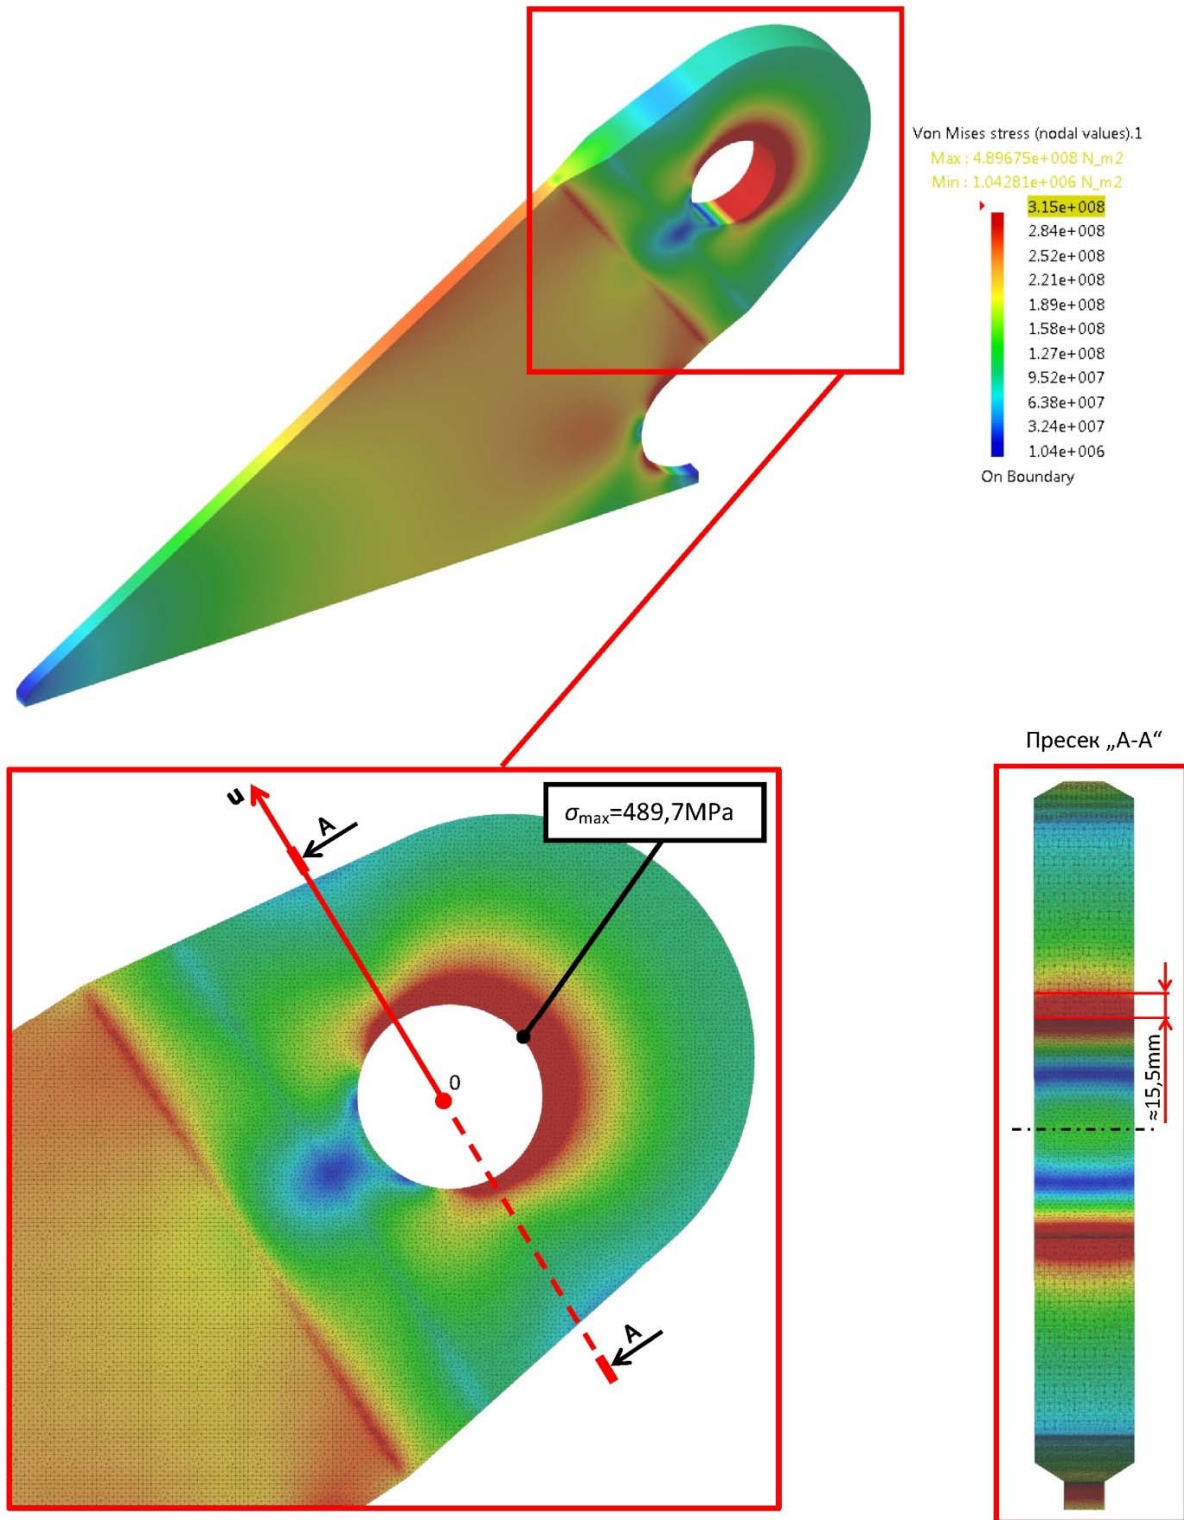 Von Mises stress (nodal values).1
Max : 4.89675e+008 N_m2
Min : 1.04281e+006 N_m2
3.15e+008
2.84e+008
2.52e+008
2.21e+008
1.89e+008
1.58e+008
1.27e+008
9.52e+007
6.38e+007
3.24e+007
1.04e+006
On Boundary
Пресек „А-А“
u
A
σmax=489,7MPa
0
A
≈15,5mm